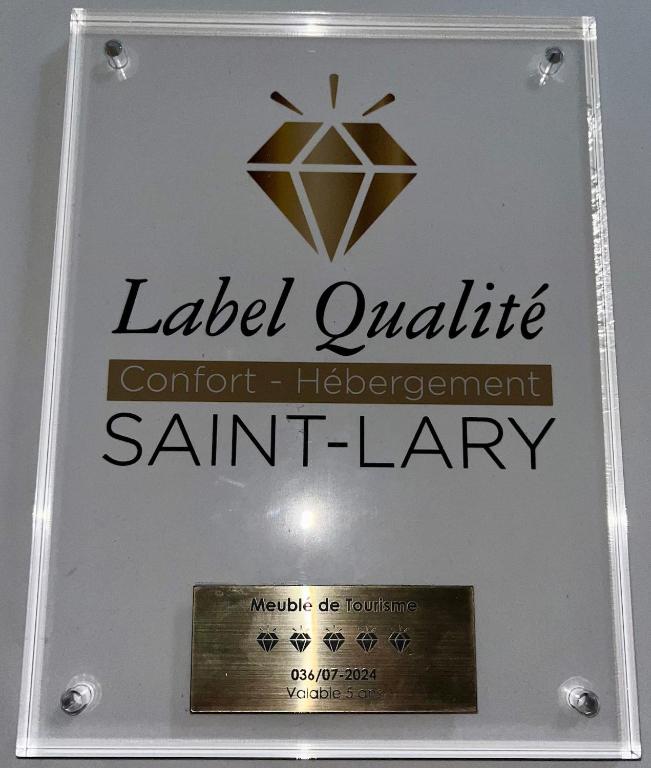 Label Qualité
Confort - Hébergement
SAINT-LARY
Meublé de Tourisme
036/07-2024
Valable 5 ans